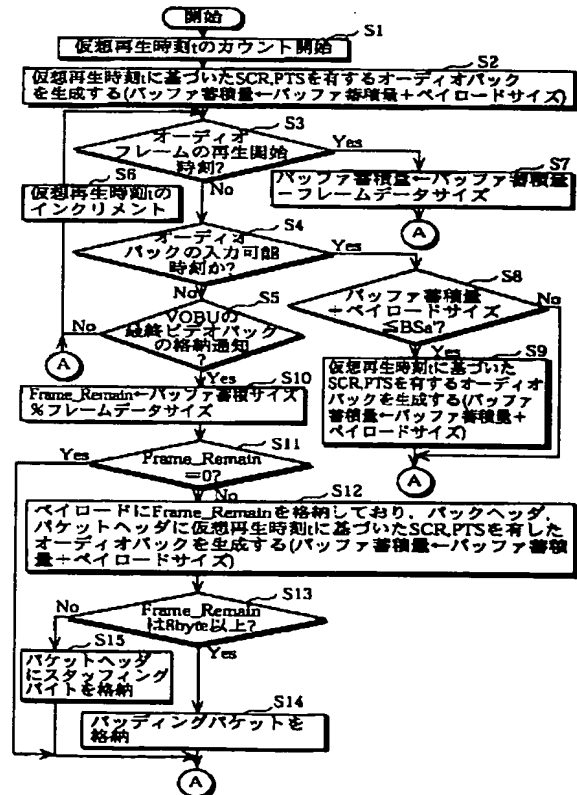 開始
S1
仮想再生時刻tのカウント開始
S2
仮想再生時刻tに基づいたSCR,PTSを有するオーディオパック
を生成する(バッファ蓄積量←バッファ蓄積量+ペイロードサイズ)
S3
オーディオ
フレームの再生開始
時刻?
Yes
No
S6
仮想再生時刻tの
インクリメント
S7
バッファ蓄積量←バッファ蓄積量
-フレームデータサイズ
A
S4
オーディオ
パックの入力可能
時刻か?
Yes
No
S5
VOBUの
最終ビデオパック
の格納通知
?
No
Yes
A
S8
バッファ蓄積量
+ペイロードサイズ
≦BSa'?
No
Yes
S9
仮想再生時刻tに基づいた
SCR,PTSを有するオーディオ
パックを生成する(バッファ
蓄積量←バッファ蓄積量+
ペイロードサイズ)
A
S10
Frame_Remain←バッファ蓄積サイズ
%フレームデータサイズ
S11
Frame_Remain
=0?
Yes
No
S12
ペイロードにFrame_Remainを格納しており、パックヘッダ,
パケットヘッダに仮想再生時刻tに基づいたSCR,PTSを有した
オーディオパックを生成する(バッファ蓄積量←バッファ蓄積
量+ペイロードサイズ)
S13
Frame_Remain
は8byte以上?
No
Yes
S15
パケットヘッダ
にスタッフィング
バイトを格納
S14
パッディングパケットを
格納
A